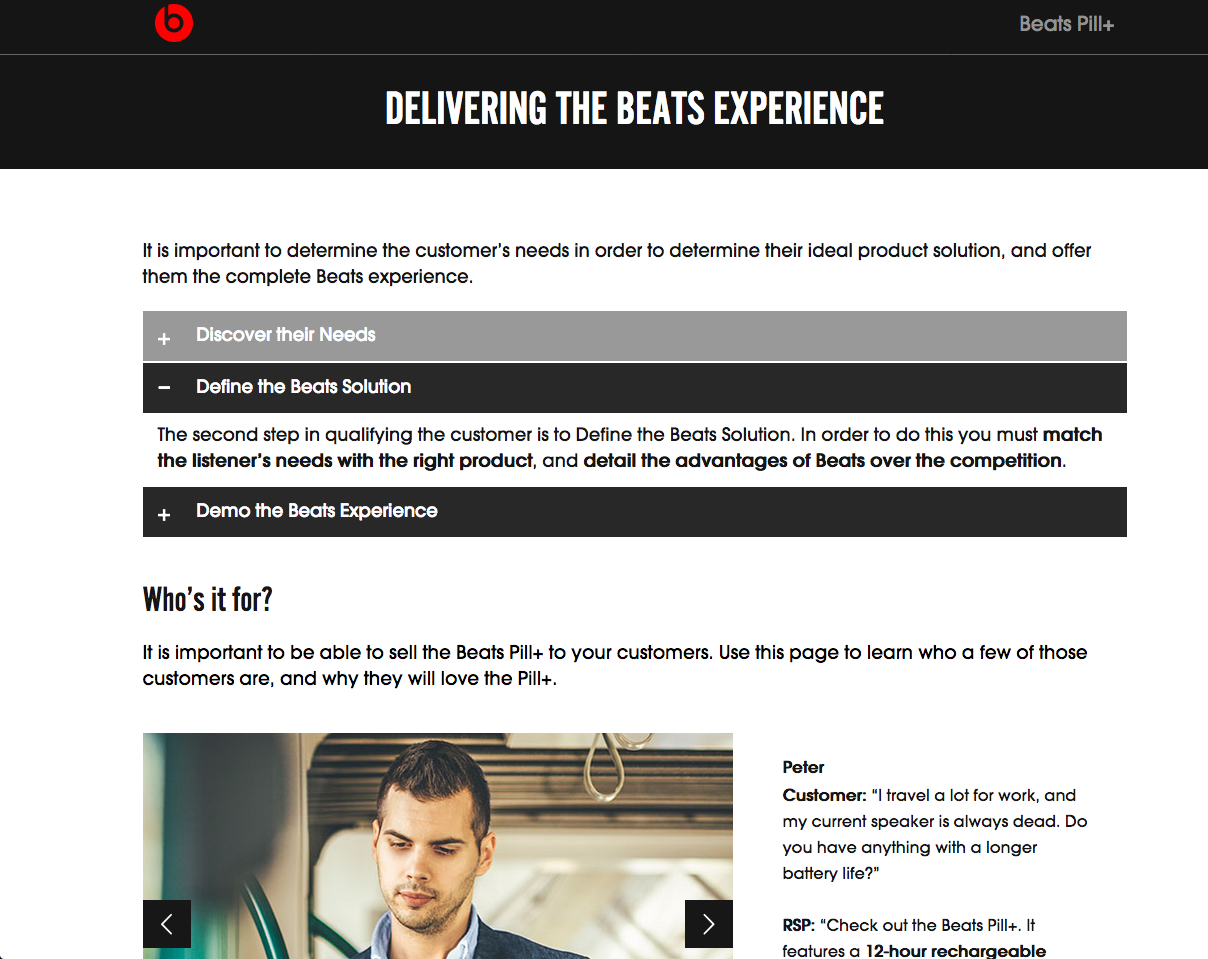 b
Beats Pill+
DELIVERING THE BEATS EXPERIENCE
It is important to determine the customer’s needs in order to determine their ideal product solution, and offer
them the complete Beats experience.
+ Discover their Needs
– Define the Beats Solution
The second step in qualifying the customer is to Define the Beats Solution. In order to do this you must match
the listener’s needs with the right product, and detail the advantages of Beats over the competition.
+ Demo the Beats Experience
Who’s it for?
It is important to be able to sell the Beats Pill+ to your customers. Use this page to learn who a few of those
customers are, and why they will love the Pill+.
Peter
Customer: “I travel a lot for work, and
my current speaker is always dead. Do
you have anything with a longer
battery life?”
RSP: “Check out the Beats Pill+. It
features a 12-hour rechargeable